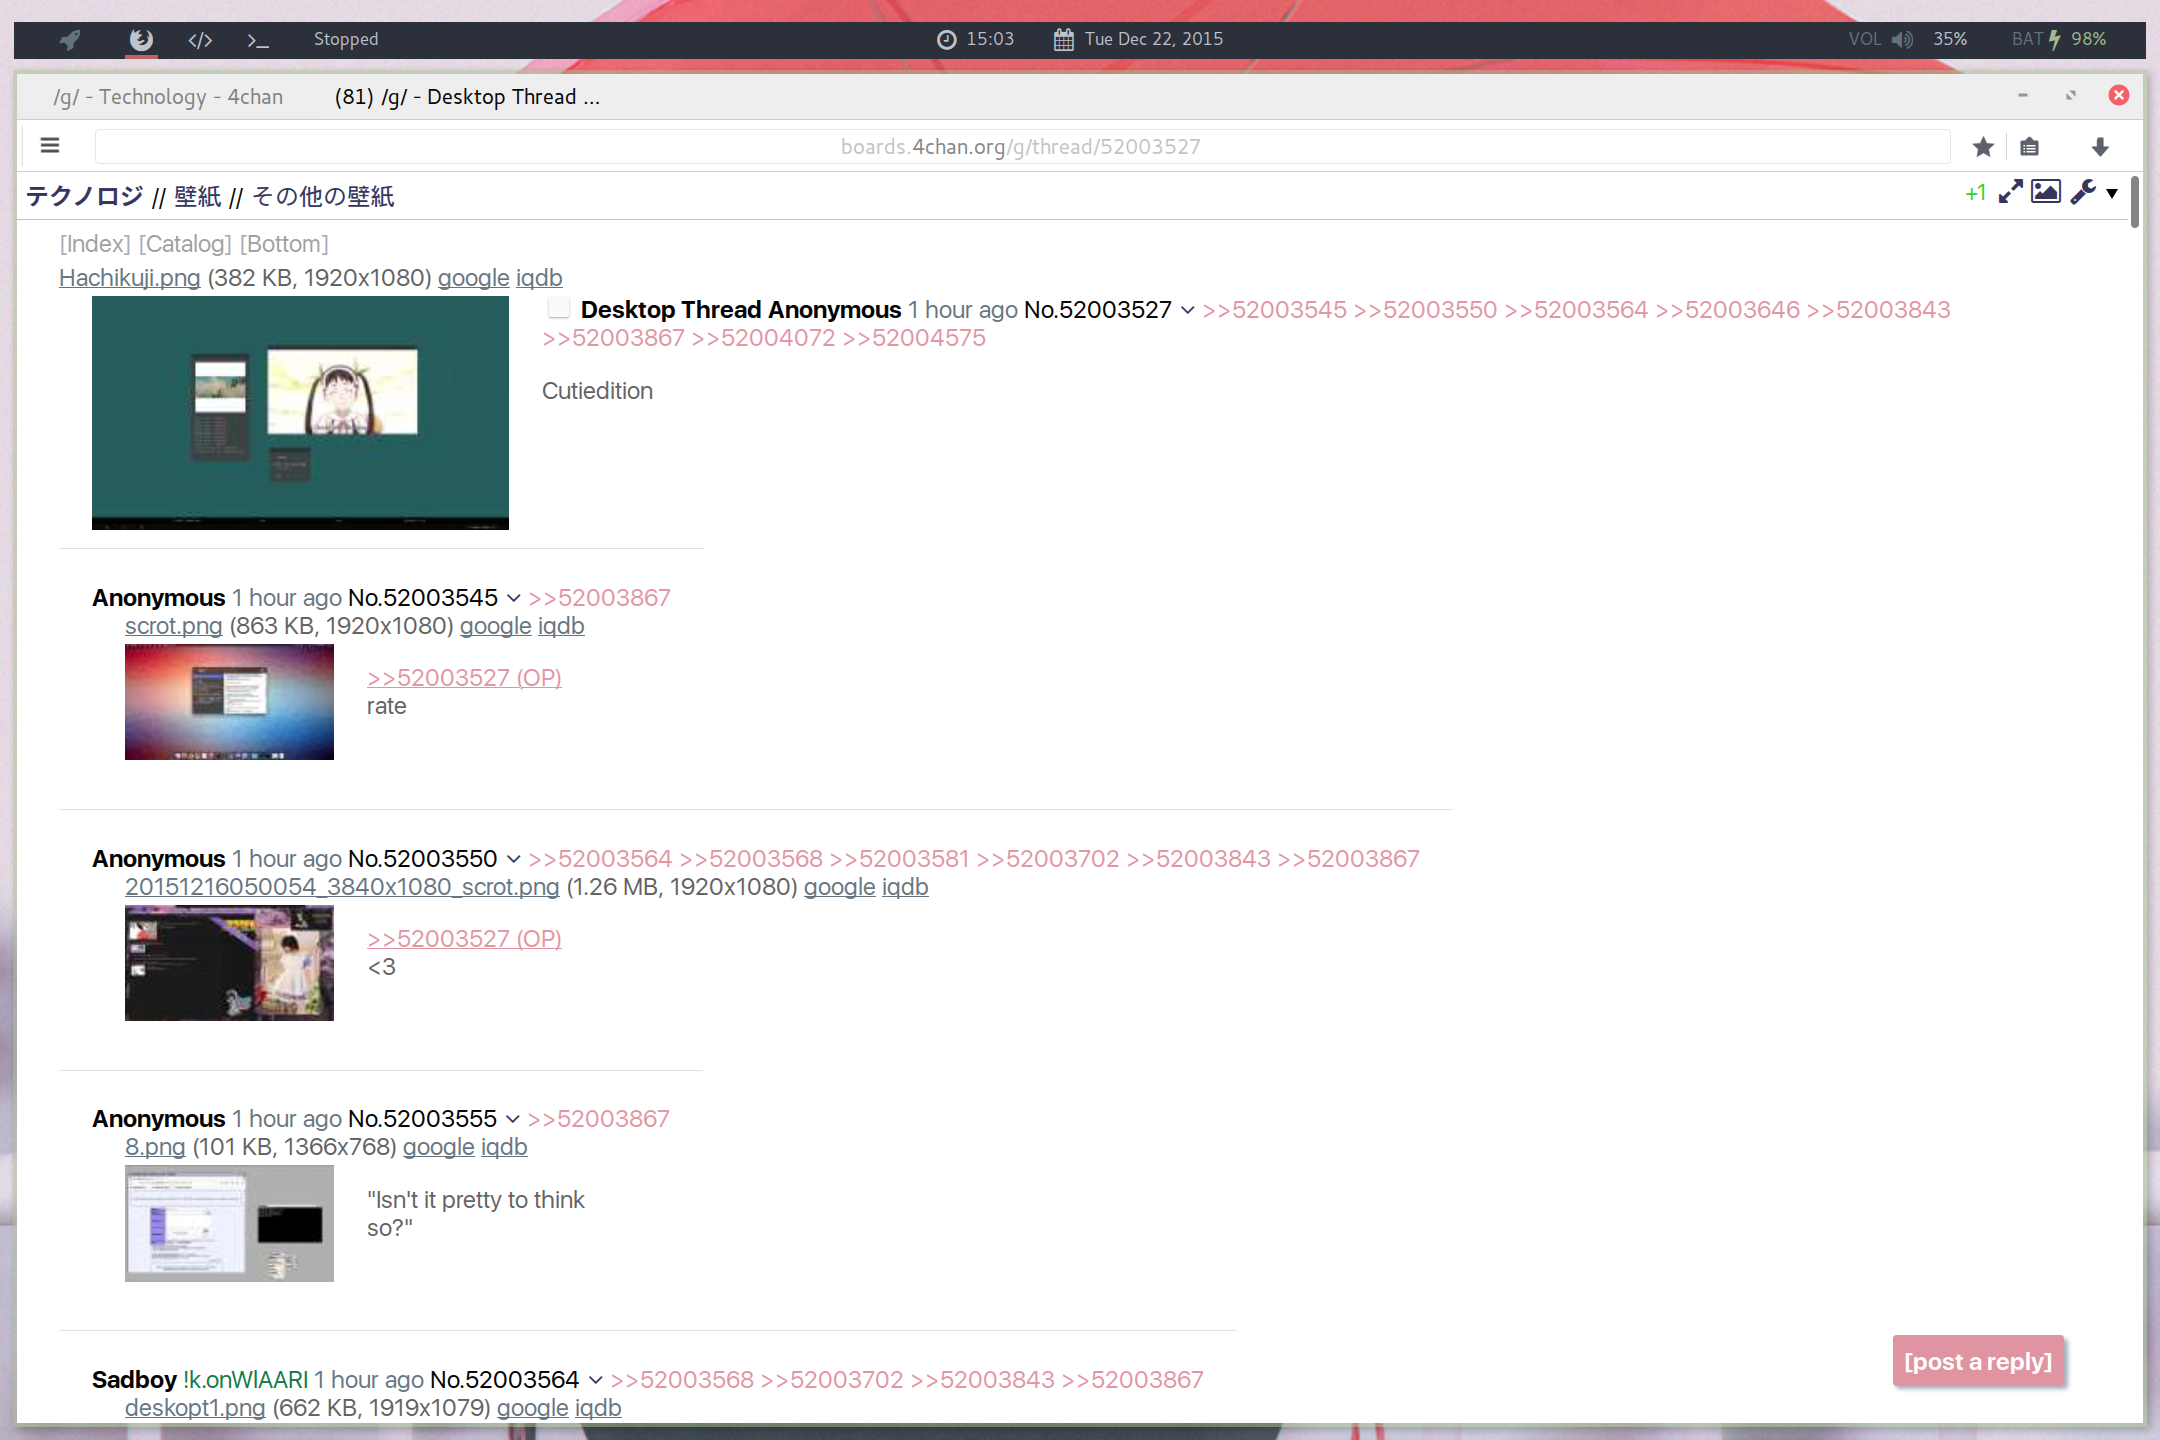 Stopped
15:03 Tue Dec 22, 2015
VOL 35% BAT 98%
/g/ - Technology - 4chan (81) /g/ - Desktop Thread ...
boards.4chan.org/g/thread/52003527
テクノロジ // 壁紙 // その他の壁紙
+1
[Index] [Catalog] [Bottom]
Hachikuji.png (382 KB, 1920x1080) google iqdb
Desktop Thread Anonymous 1 hour ago No.52003527 >>52003545 >>52003550 >>52003564 >>52003646 >>52003843
>>52003867 >>52004072 >>52004575
Cutiedition
Anonymous 1 hour ago No.52003545 >>52003867
scrot.png (863 KB, 1920x1080) google iqdb
>>52003527 (OP)
rate
Anonymous 1 hour ago No.52003550 >>52003564 >>52003568 >>52003581 >>52003702 >>52003843 >>52003867
20151216050054_3840x1080_scrot.png (1.26 MB, 1920x1080) google iqdb
>>52003527 (OP)
<3
Anonymous 1 hour ago No.52003555 >>52003867
8.png (101 KB, 1366x768) google iqdb
"Isn't it pretty to think
so?"
Sadboy !k.onWlAARI 1 hour ago No.52003564 >>52003568 >>52003702 >>52003843 >>52003867
deskopt1.png (662 KB, 1919x1079) google iqdb
[post a reply]